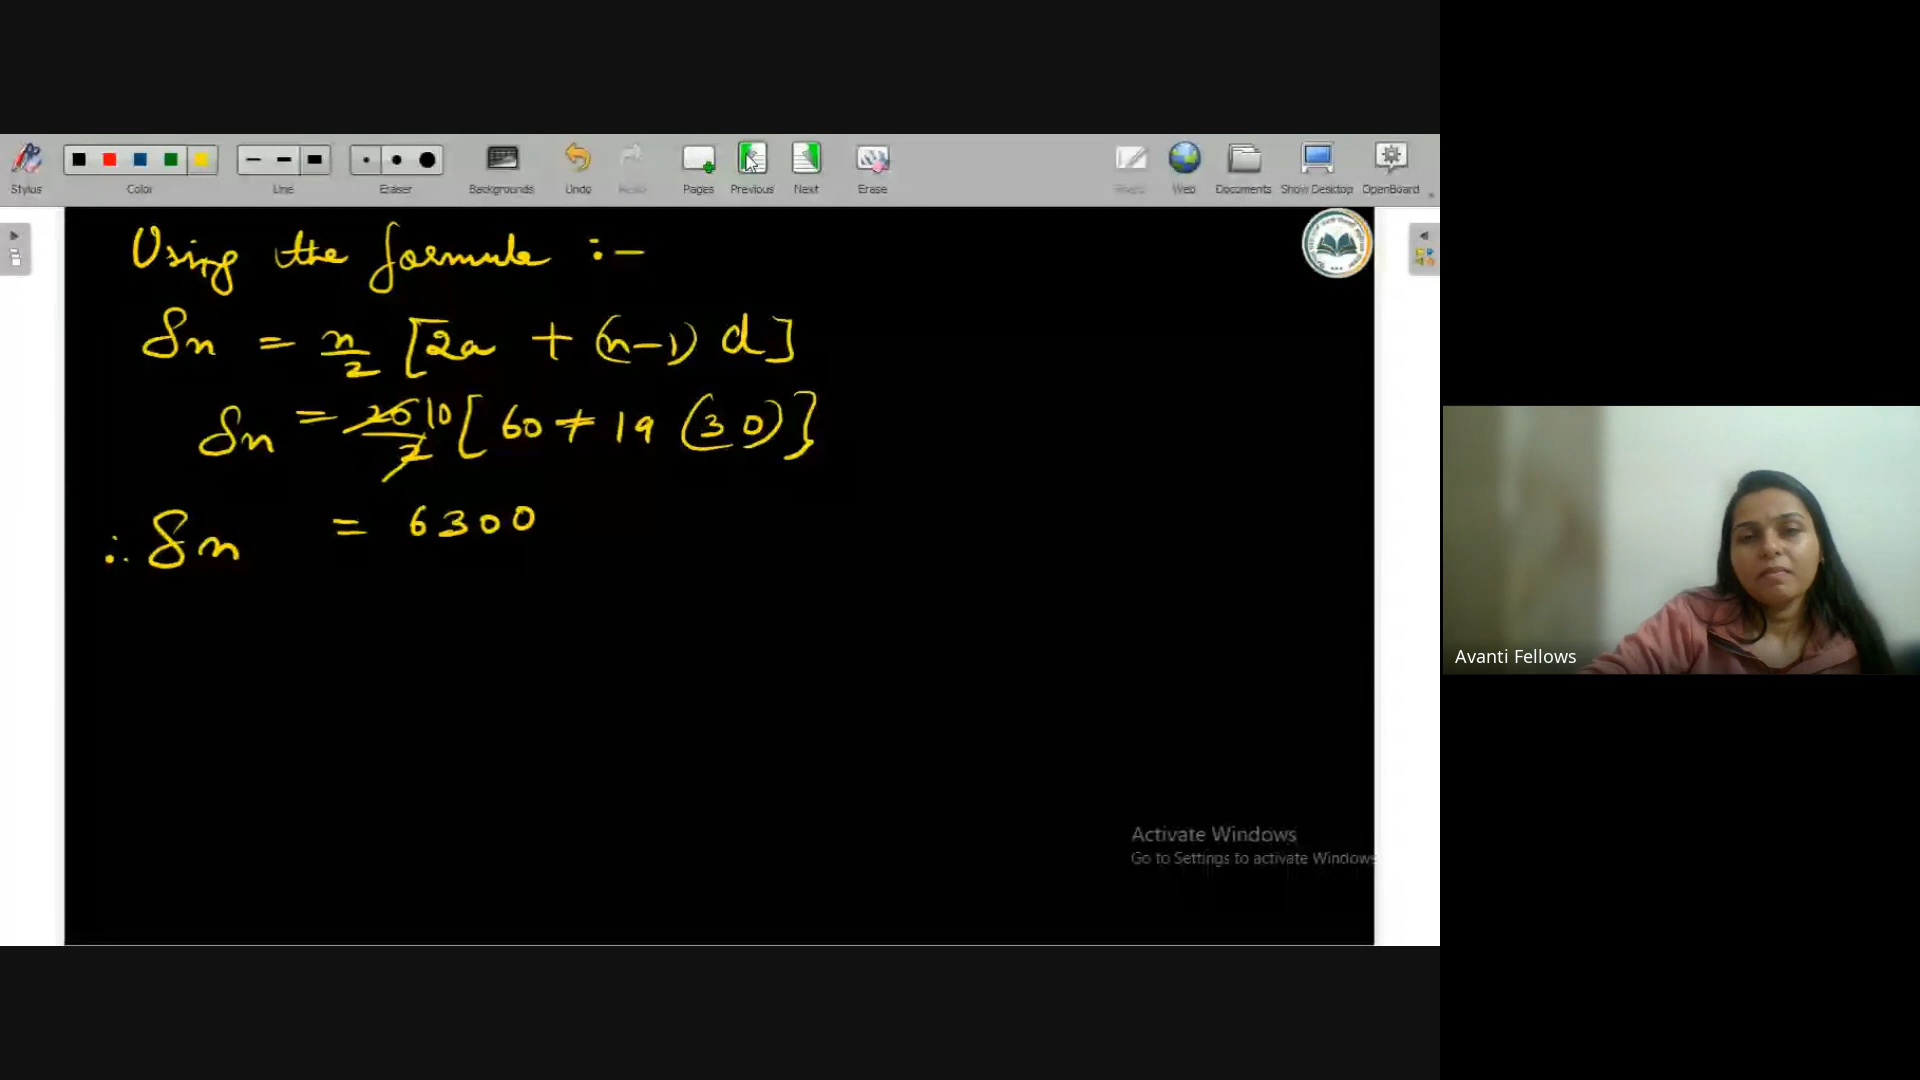 Stylus Color Line Eraser Backgrounds Undo Pages Previous Next Erase Web Documents Show Desktop OpenBoard
Using the formule :-
Sn = n/2 [2a + (n-1) d]
Sn = 20/2 10 [60 + 19 (30)]
∴ Sn = 6300
Avanti Fellows
Activate Windows
Go to Settings to activate Windows